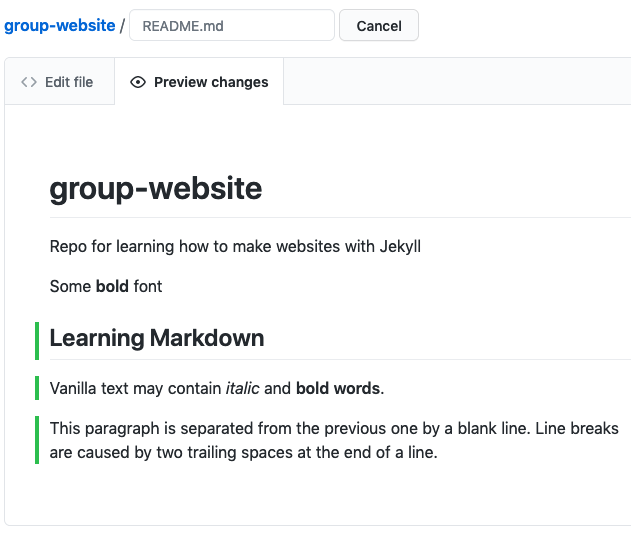 group-website / README.md Cancel
Edit file Preview changes
group-website
Repo for learning how to make websites with Jekyll
Some bold font
Learning Markdown
Vanilla text may contain italic and bold words.
This paragraph is separated from the previous one by a blank line. Line breaks
are caused by two trailing spaces at the end of a line.